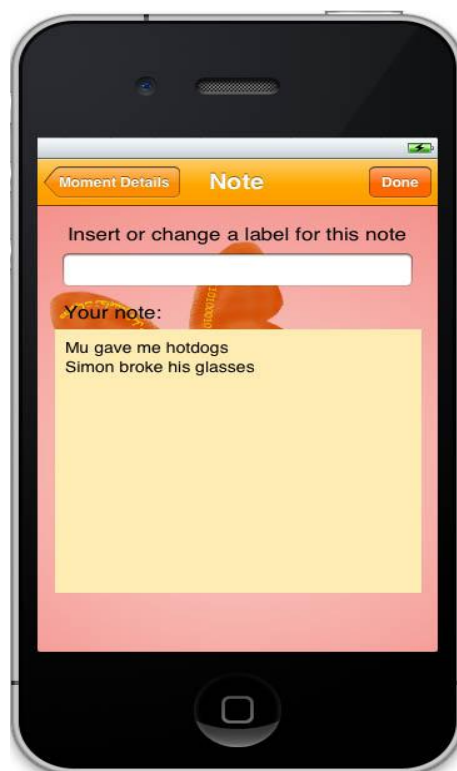 Moment Details Note Done
Insert or change a label for this note
Your note:
Mu gave me hotdogs
Simon broke his glasses